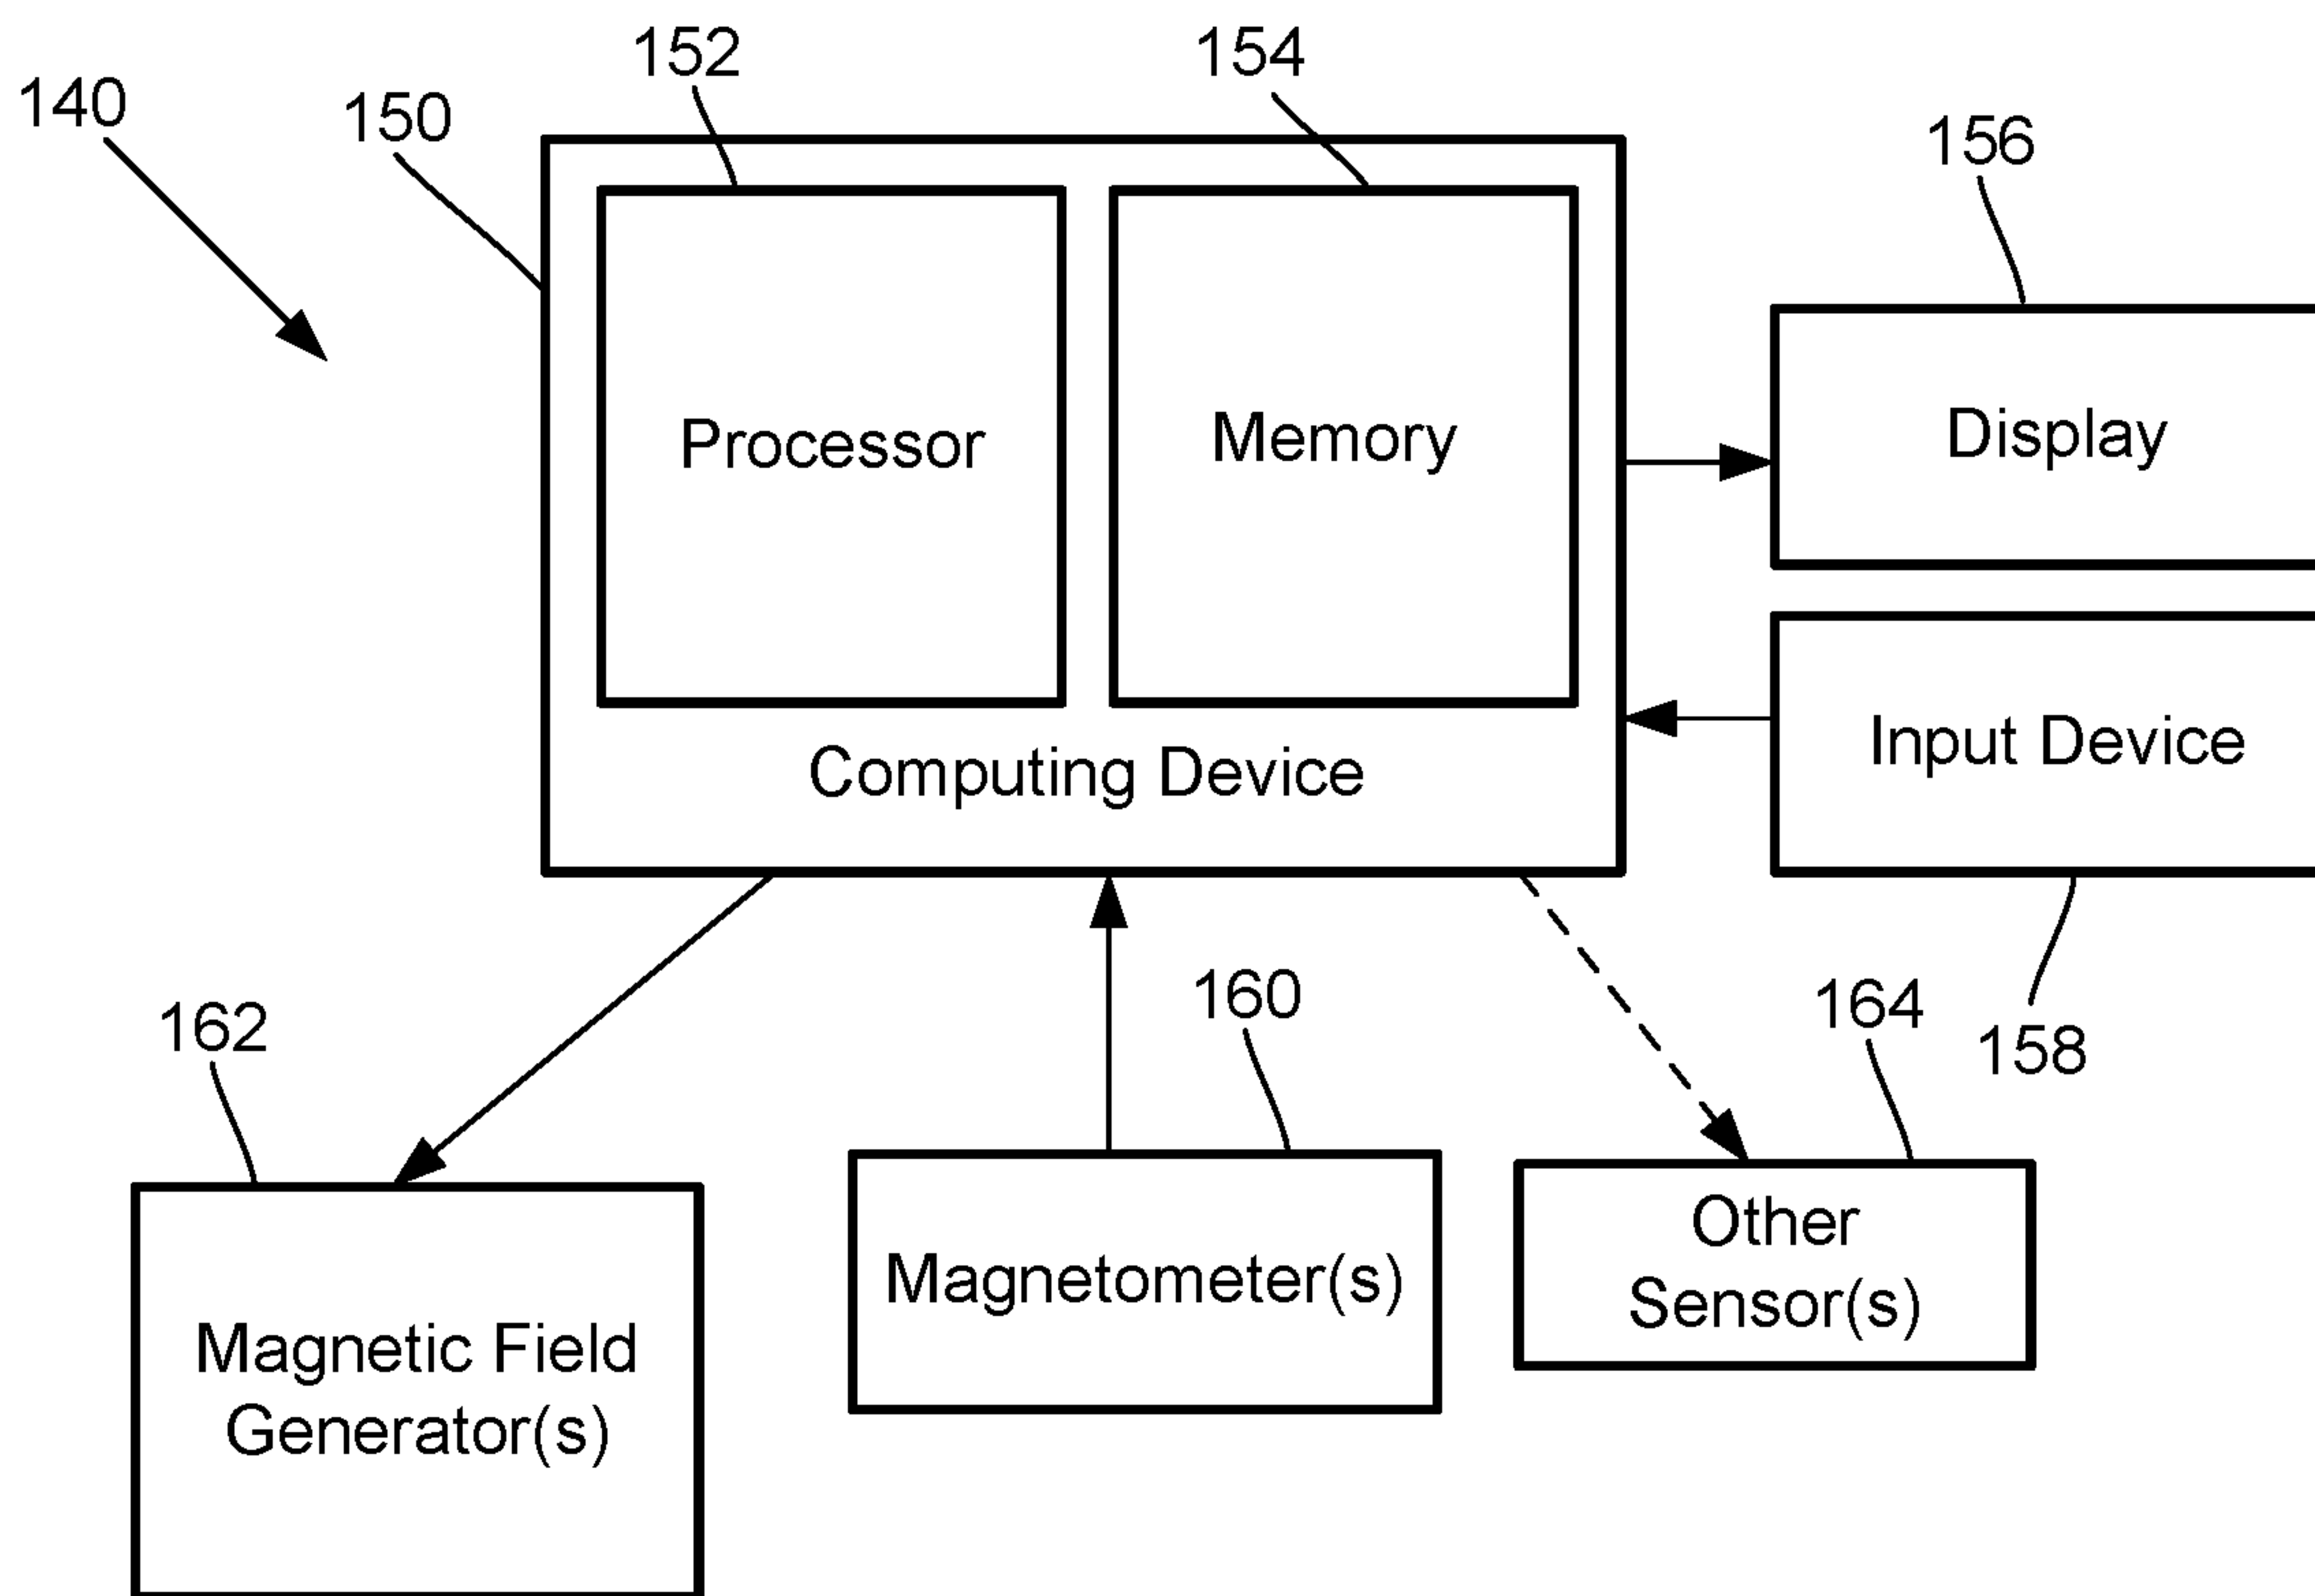 152
154
140
150
156
Processor
Memory
Display
Input Device
Computing Device
162
160
164
158
Magnetic Field
Generator(s)
Magnetometer(s)
Other
Sensor(s)